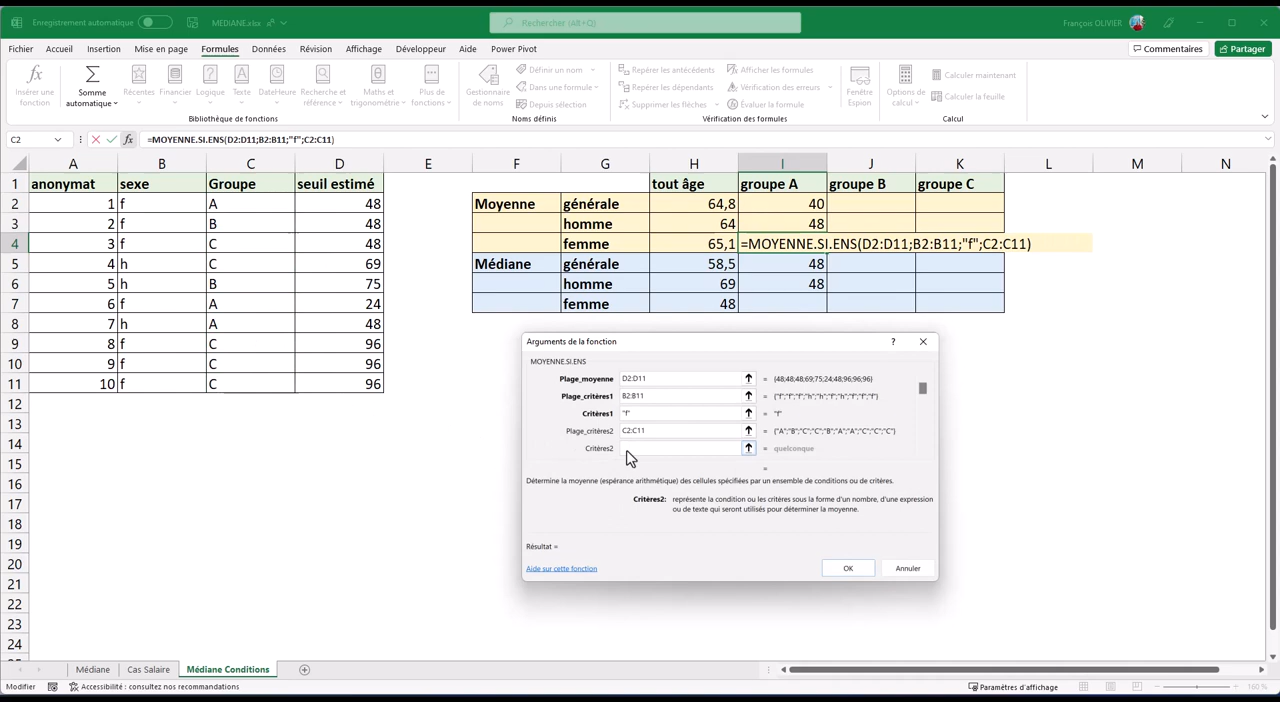 Enregistrement automatique
MEDIANE.xlsx
Rechercher (Alt+Q)
François OLIVIER
Fichier Accueil Insertion Mise en page Formules Données Révision Affichage Développeur Aide Power Pivot Commentaires Partager
Insérer une fonction
Somme automatique
Récentes
Financier
Logique
Texte
DateHeure
Recherche et référence
Maths et trigonométrie
Plus de fonctions
Bibliothèque de fonctions
Gestionnaire de noms
Définir un nom
Dans une formule
Depuis sélection
Noms définis
Repérer les antécédents
Repérer les dépendants
Supprimer les flèches
Afficher les formules
Vérification des erreurs
Évaluer la formule
Vérification des formules
Fenêtre Espion
Options de calcul
Calculer maintenant
Calculer la feuille
Calcul
C2 fx =MOYENNE.SI.ENS(D2:D11;B2:B11;"f";C2:C11)
A B C D E F G H I J K L M N
1 anonymat sexe Groupe seuil estimé tout âge groupe A groupe B groupe C
2 1 f A 48 Moyenne générale 64,8 40
3 2 f B 48 homme 64 48
4 3 f C 48 femme 65,1 =MOYENNE.SI.ENS(D2:D11;B2:B11;"f";C2:C11)
5 4 h C 69 Médiane générale 58,5 48
6 5 h B 75 homme 69 48
7 6 f A 24 femme 48
8 7 h A 48
9 8 f C 96
10 9 f C 96
11 10 f C 96
12
13
14
15
16
17
18
19
20
21
22
23
24
Arguments de la fonction ?
MOYENNE.SI.ENS
Plage_moyenne D2:D11 = {48;48;48;69;75;24;48;96;96;96}
Plage_critères1 B2:B11 = {"f";"f";"f";"h";"h";"f";"h";"f";"f";"f"}
Critères1 "f" = "f"
Plage_critères2 C2:C11 = {"A";"B";"C";"C";"B";"A";"A";"C";"C";"C"}
Critères2 = quelconque
=
Détermine la moyenne (espérance arithmétique) des cellules spécifiées par un ensemble de conditions ou de critères.
Critères2: représente la condition ou les critères sous la forme d'un nombre, d'une expression
ou de texte qui seront utilisés pour déterminer la moyenne.
Résultat =
Aide sur cette fonction OK Annuler
Médiane Cas Salaire Médiane Conditions
Modifier Accessibilité : consultez nos recommandations Paramètres d'affichage 160 %